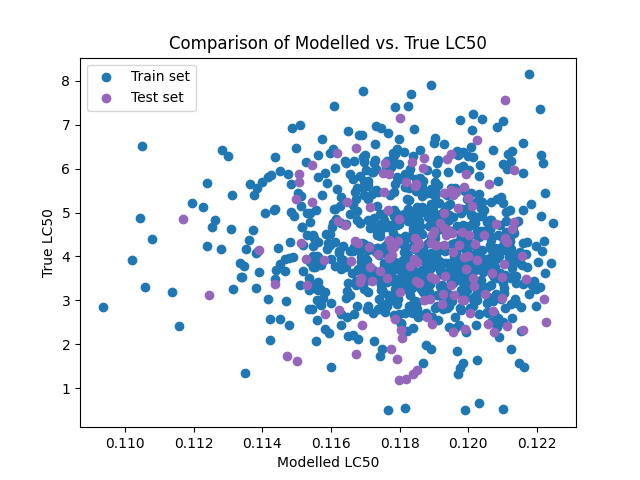 Comparison of Modelled vs. True LC50
Train set
Test set
8
7
6
5
4
3
2
1
True LC50
0.110 0.112 0.114 0.116 0.118 0.120 0.122
Modelled LC50